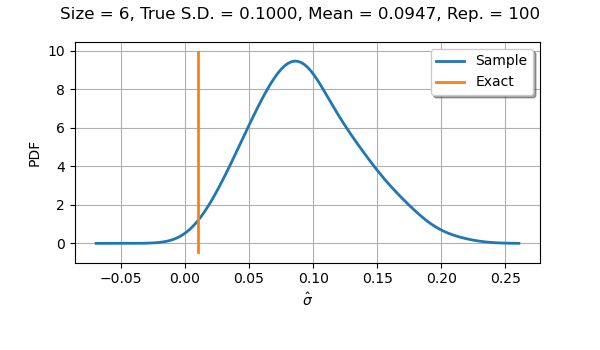 Size = 6, True S.D. = 0.1000, Mean = 0.0947, Rep. = 100
10
8
6
4
2
0
PDF
Sample
Exact
−0.05 0.00 0.05 0.10 0.15 0.20 0.25
σ̂